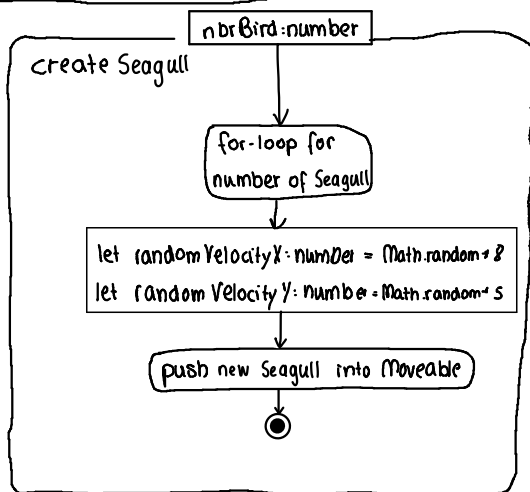 nbrBird:number
create Seagull
for-loop for
number of Seagull
let randomVelocityX:number = Math.random * 8
let randomVelocityY:number = Math.random * 5
push new Seagull into Moveable